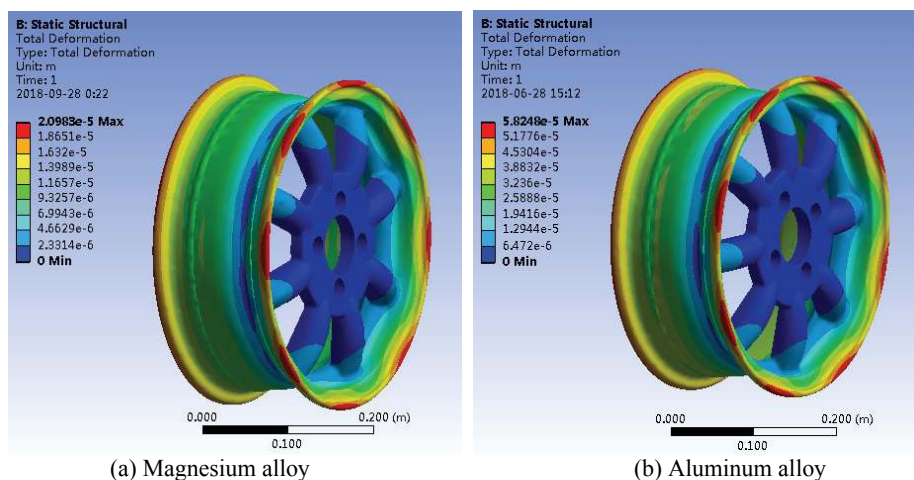 B: Static Structural
Total Deformation
Type: Total Deformation
Unit: m
Time: 1
2018-09-28 0:22
2.0983e-5 Max
1.8651e-5
1.632e-5
1.3989e-5
1.1657e-5
9.3257e-6
6.9943e-6
4.6629e-6
2.3314e-6
0 Min
0.000
0.200 (m)
0.100
(a) Magnesium alloy
B: Static Structural
Total Deformation
Type: Total Deformation
Unit: m
Time: 1
2018-06-28 15:12
5.8248e-5 Max
5.1776e-5
4.5304e-5
3.8832e-5
3.236e-5
2.5888e-5
1.9416e-5
1.2944e-5
6.472e-6
0 Min
0.000
0.200 (m)
0.100
(b) Aluminum alloy